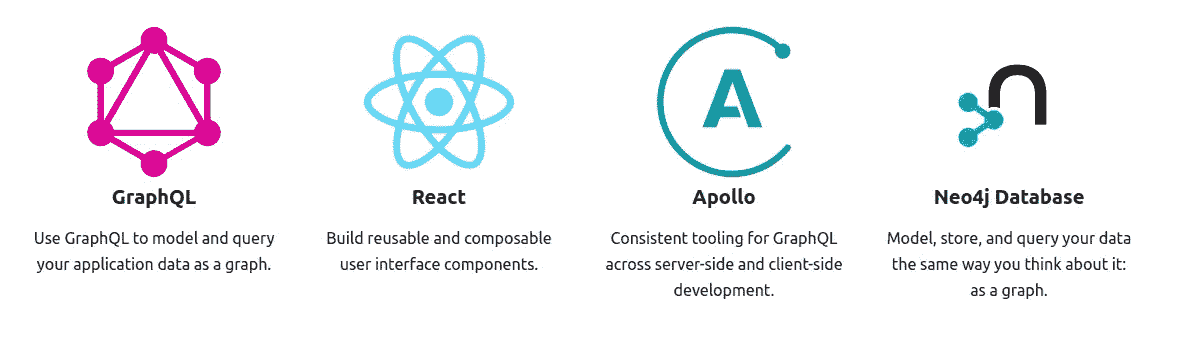 A
n
GraphQL
React
Apollo
Neo4j Database
Use GraphQL to model and query
your application data as a graph.
Build reusable and composable
user interface components.
Consistent tooling for GraphQL
across server-side and client-side
development.
Model, store, and query your data
the same way you think about it:
as a graph.